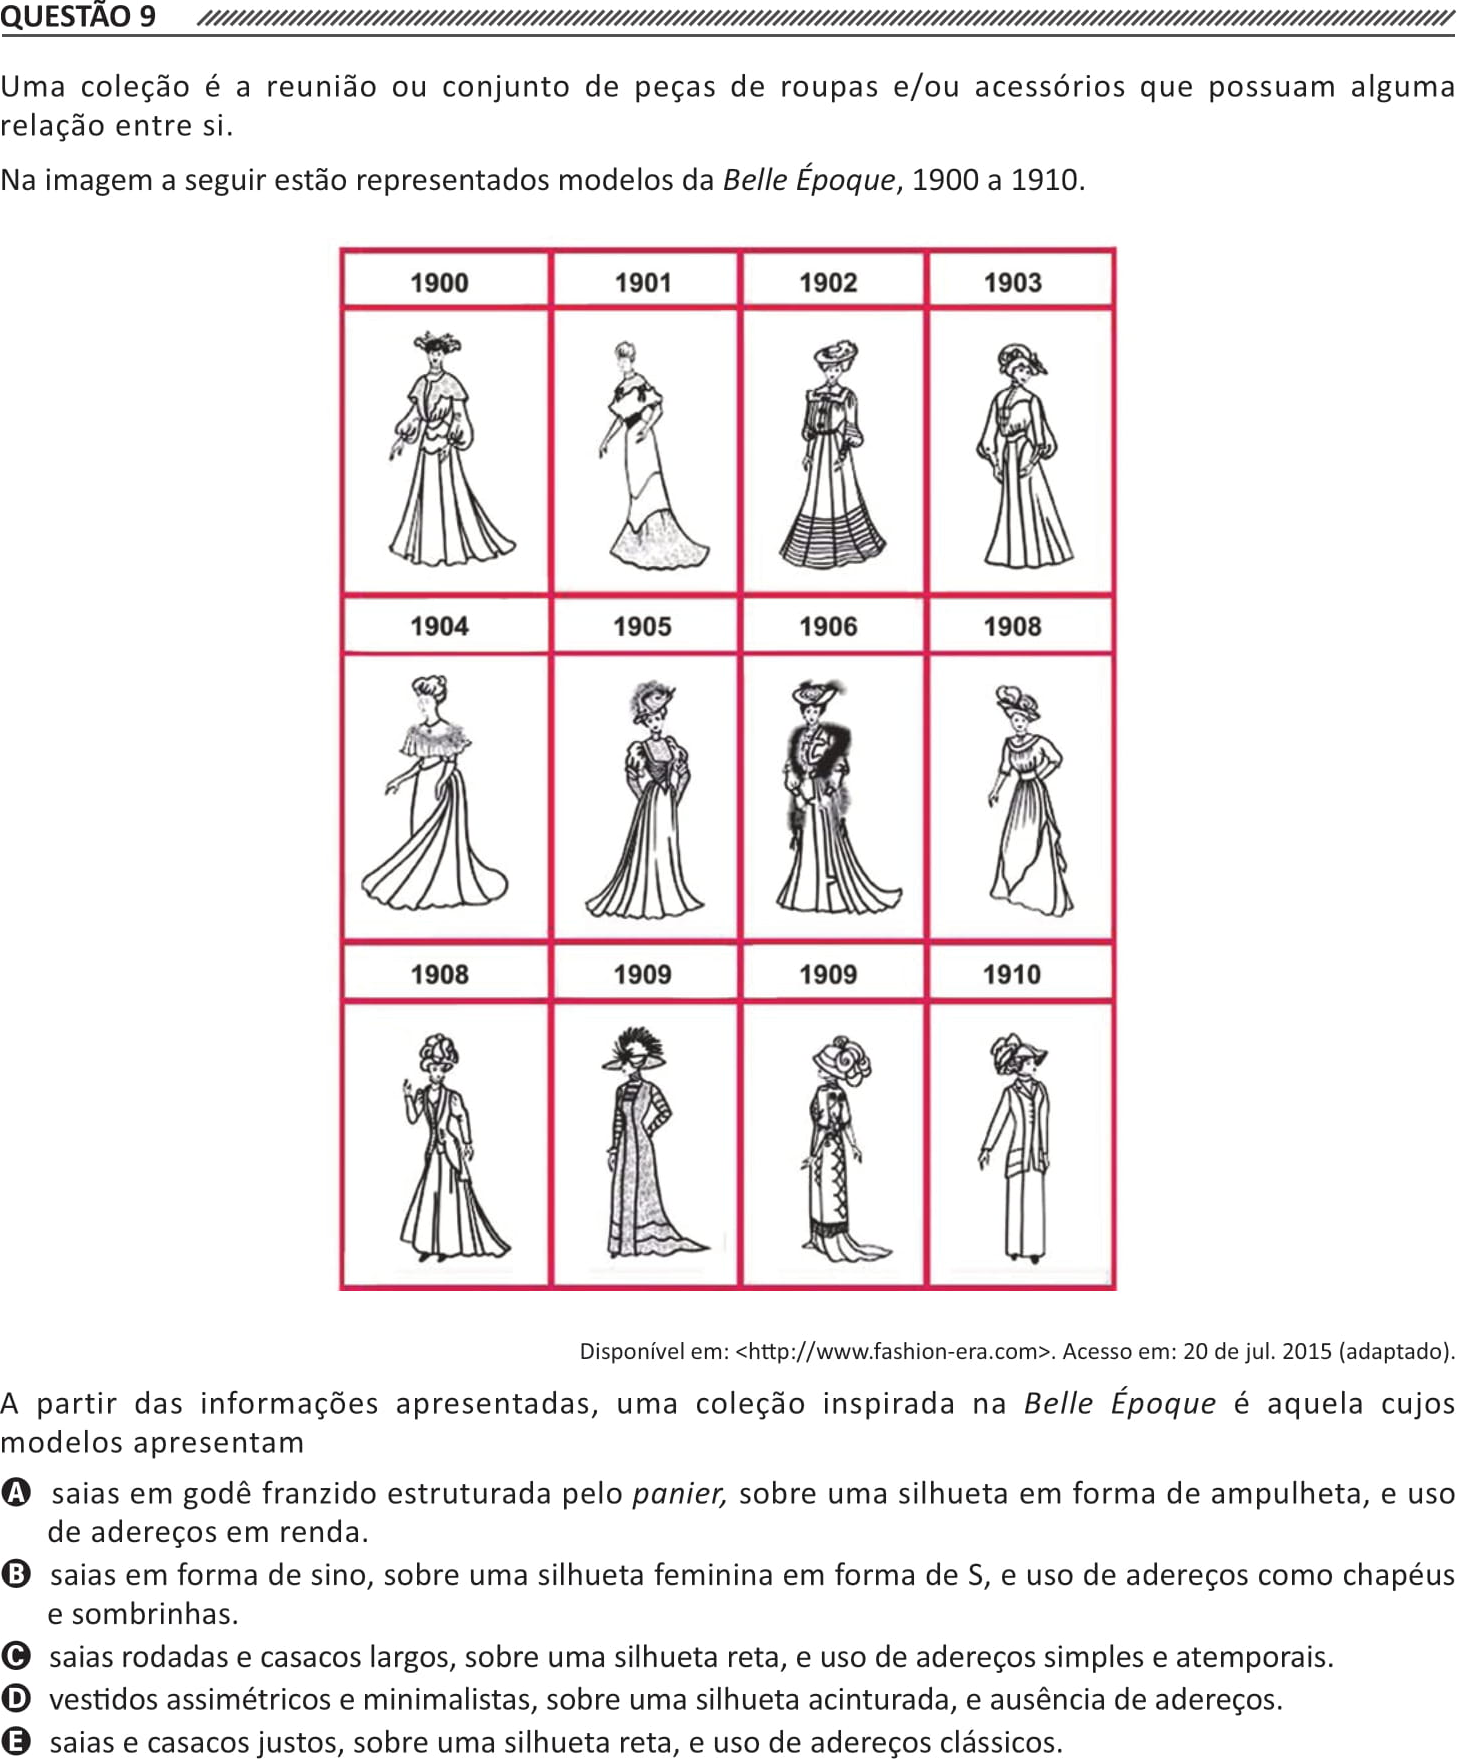 QUESTÃO 9
Uma coleção é a reunião ou conjunto de peças de roupas e/ou acessórios que possuam alguma
relação entre si.
Na imagem a seguir estão representados modelos da Belle Époque, 1900 a 1910.
1900 1901 1902 1903
1904 1905 1906 1908
1908 1909 1909 1910
Disponível em: <http://www.fashion-era.com>. Acesso em: 20 de jul. 2015 (adaptado).
A partir das informações apresentadas, uma coleção inspirada na Belle Époque é aquela cujos
modelos apresentam
A saias em godê franzido estruturada pelo panier, sobre uma silhueta em forma de ampulheta, e uso
de adereços em renda.
B saias em forma de sino, sobre uma silhueta feminina em forma de S, e uso de adereços como chapéus
e sombrinhas.
C saias rodadas e casacos largos, sobre uma silhueta reta, e uso de adereços simples e atemporais.
D vestidos assimétricos e minimalistas, sobre uma silhueta acinturada, e ausência de adereços.
E saias e casacos justos, sobre uma silhueta reta, e uso de adereços clássicos.